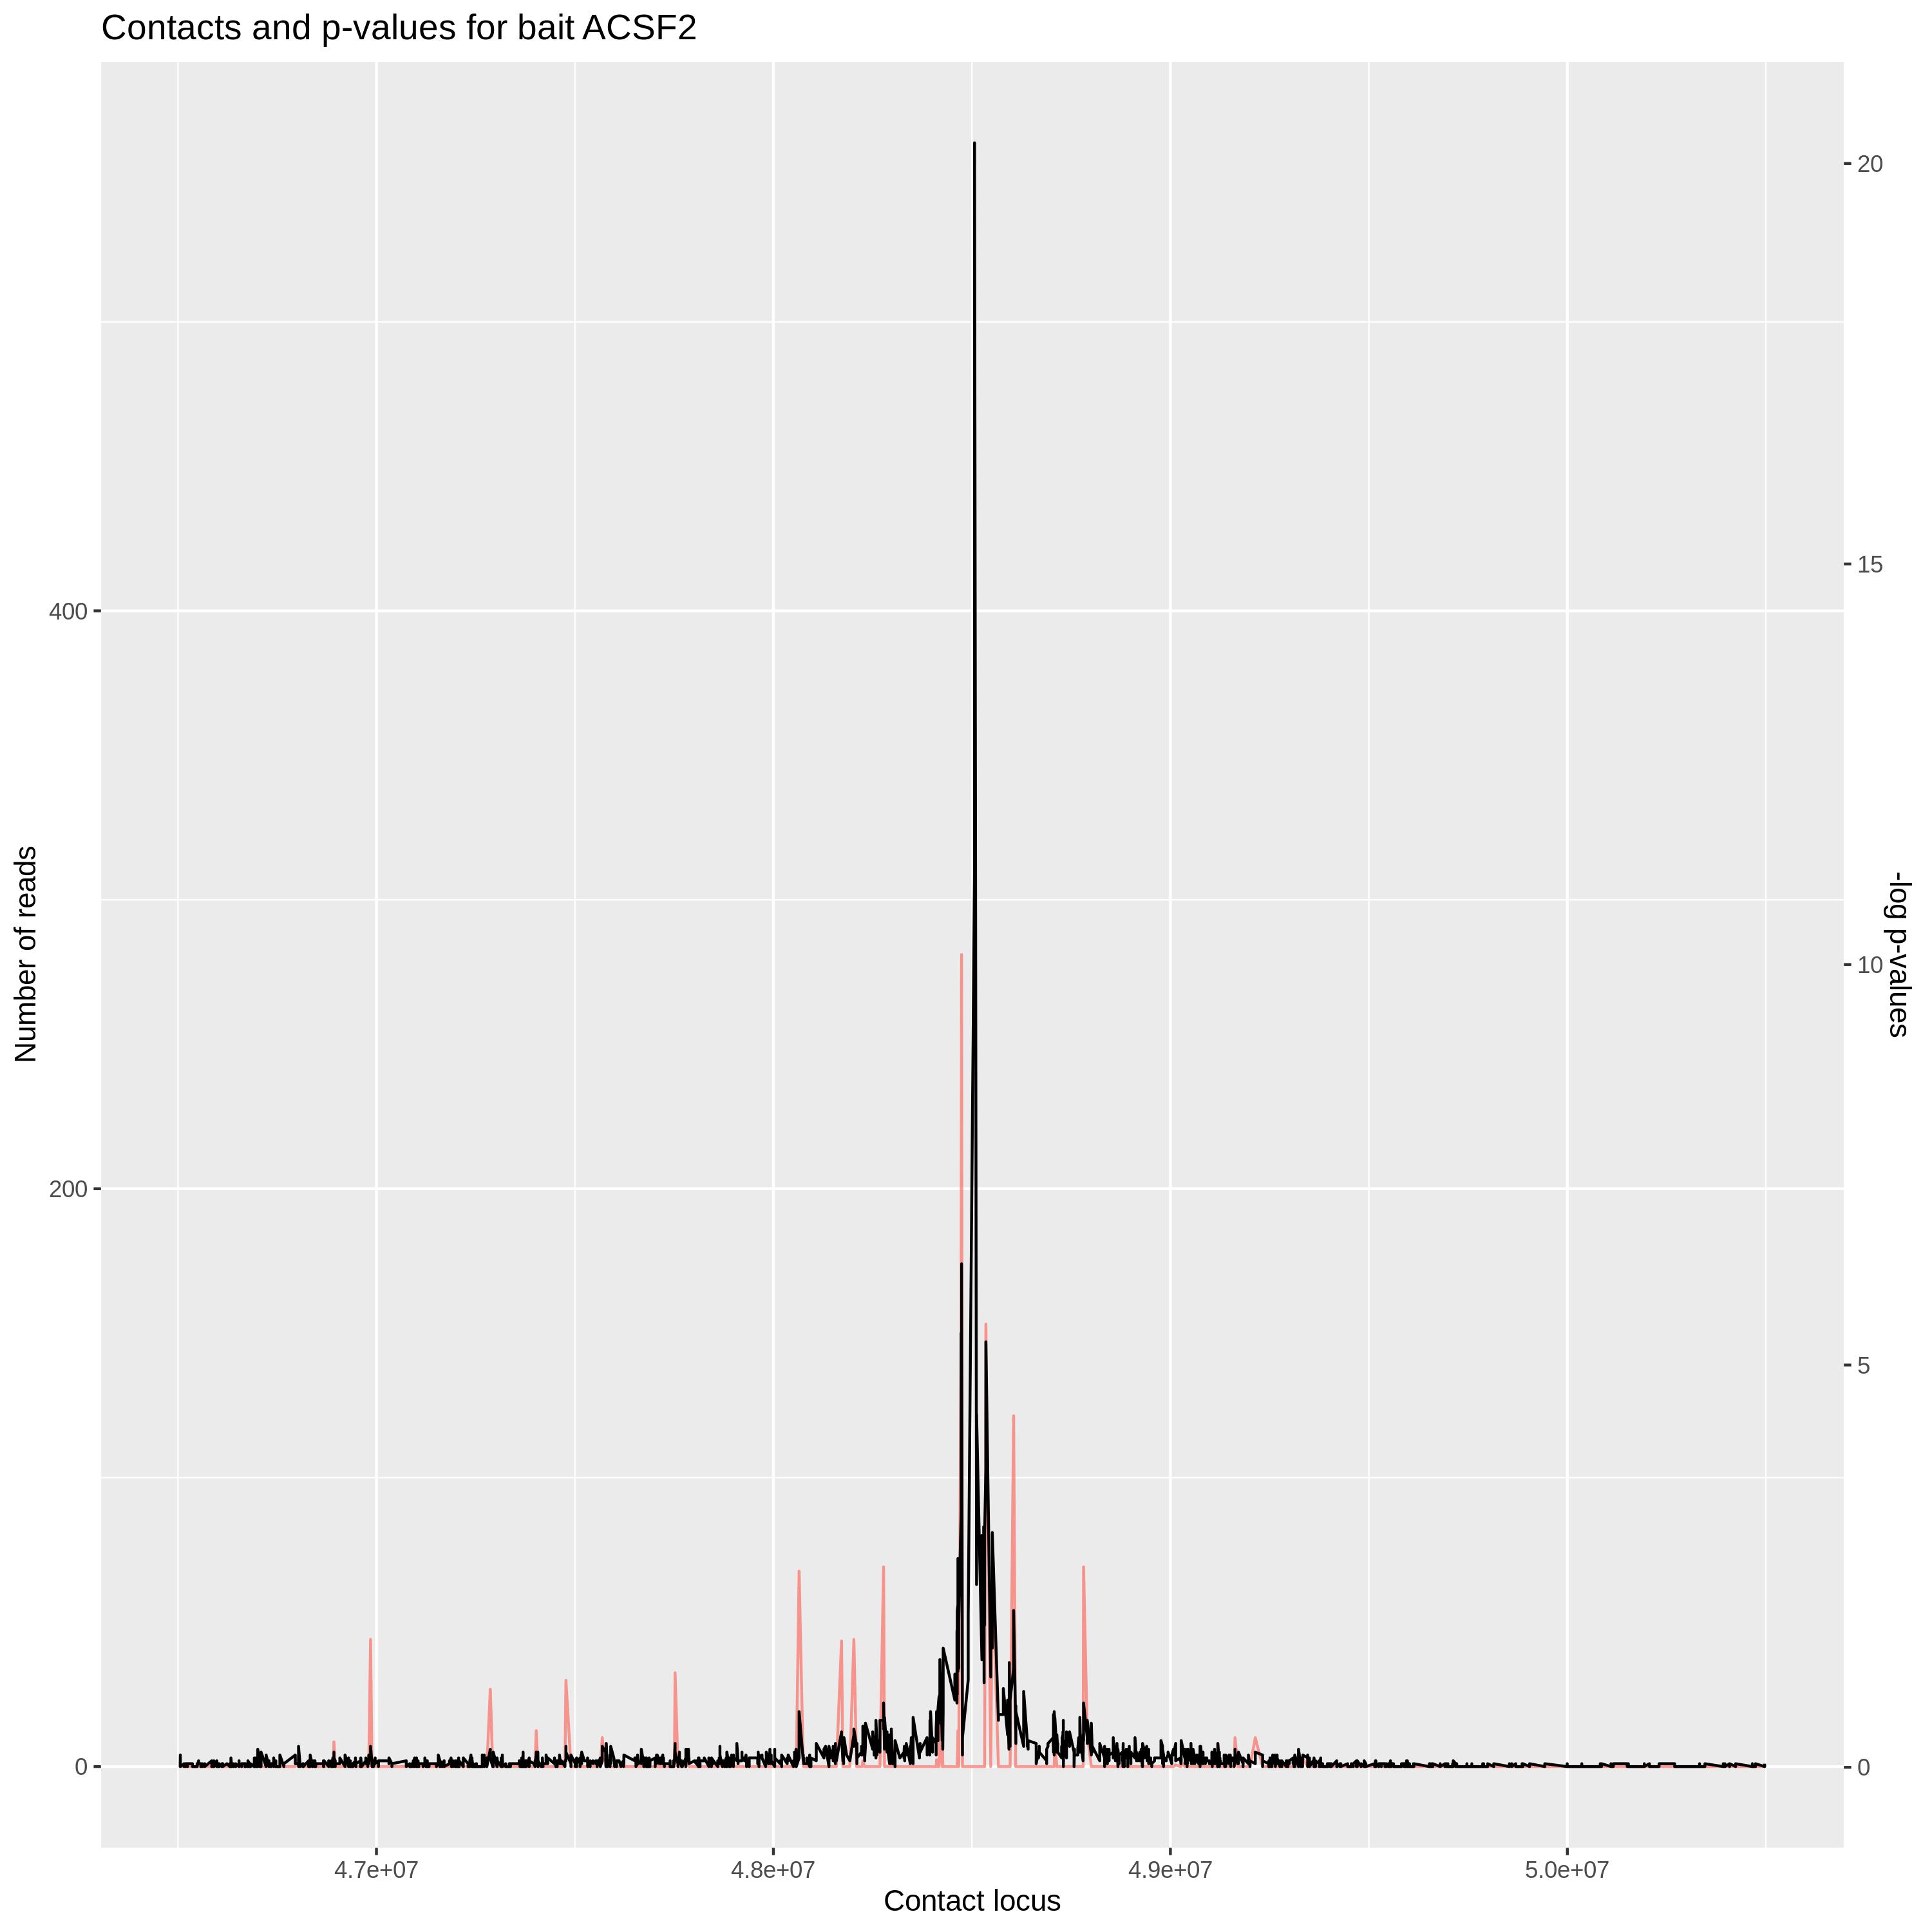 Contacts and p-values for bait ACSF2
Number of reads
400
200
0
20
15
10
5
0
-log p-values
4.7e+07
4.8e+07
4.9e+07
5.0e+07
Contact locus